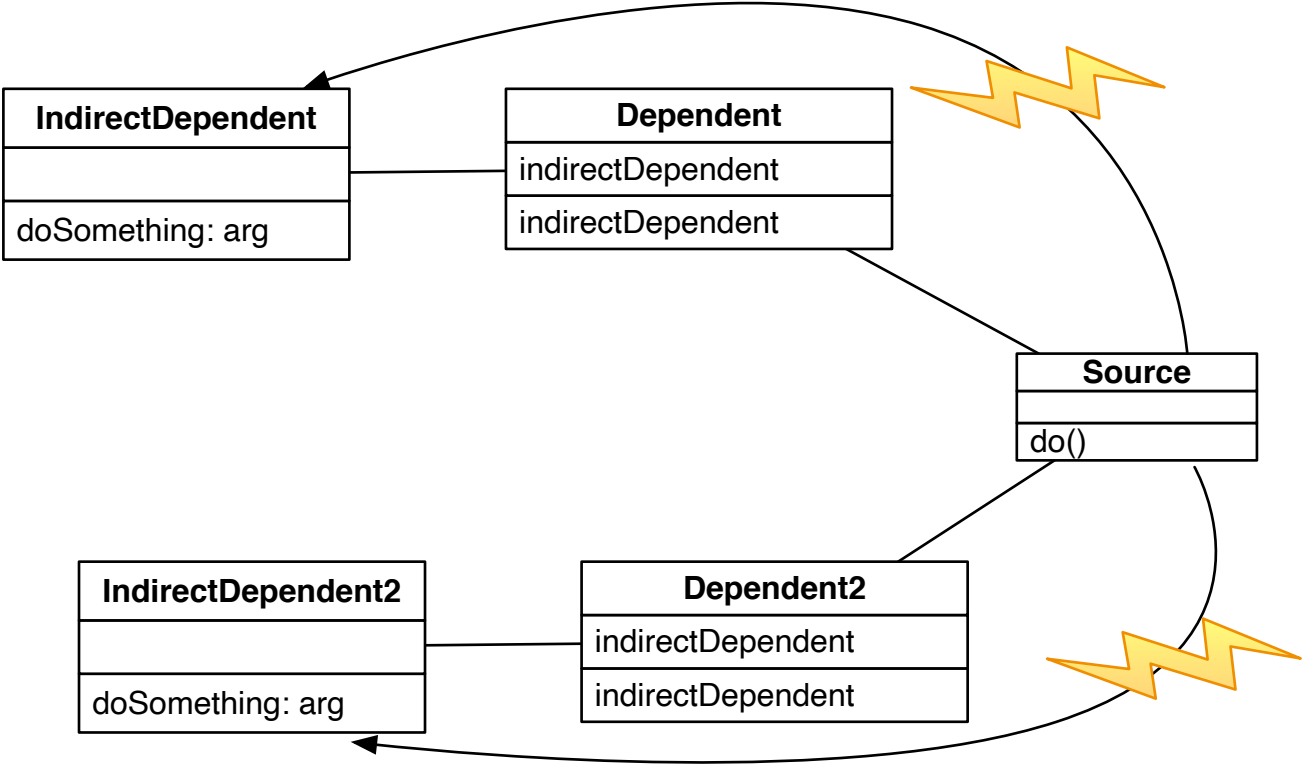 IndirectDependent
doSomething: arg
Dependent
indirectDependent
indirectDependent
Source
do()
IndirectDependent2
doSomething: arg
Dependent2
indirectDependent
indirectDependent